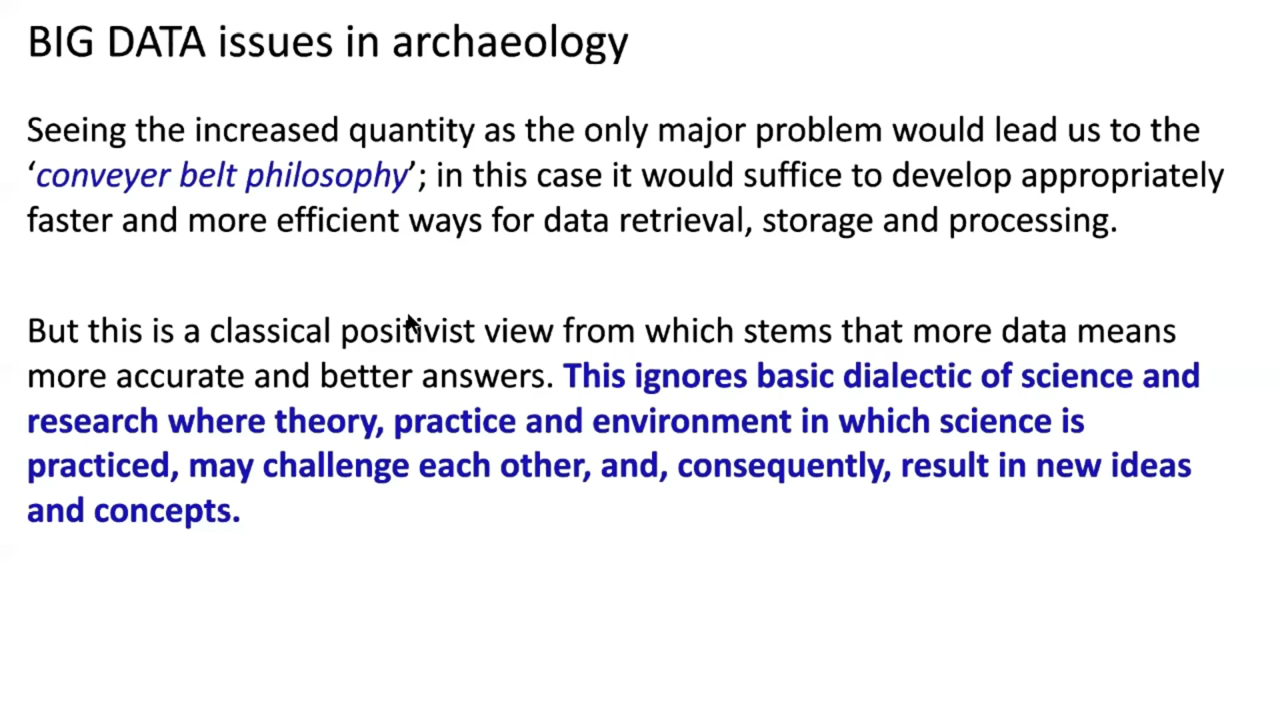 BIG DATA issues in archaeology
Seeing the increased quantity as the only major problem would lead us to the
‘conveyer belt philosophy’; in this case it would suffice to develop appropriately
faster and more efficient ways for data retrieval, storage and processing.
But this is a classical positivist view from which stems that more data means
more accurate and better answers. This ignores basic dialectic of science and
research where theory, practice and environment in which science is
practiced, may challenge each other, and, consequently, result in new ideas
and concepts.